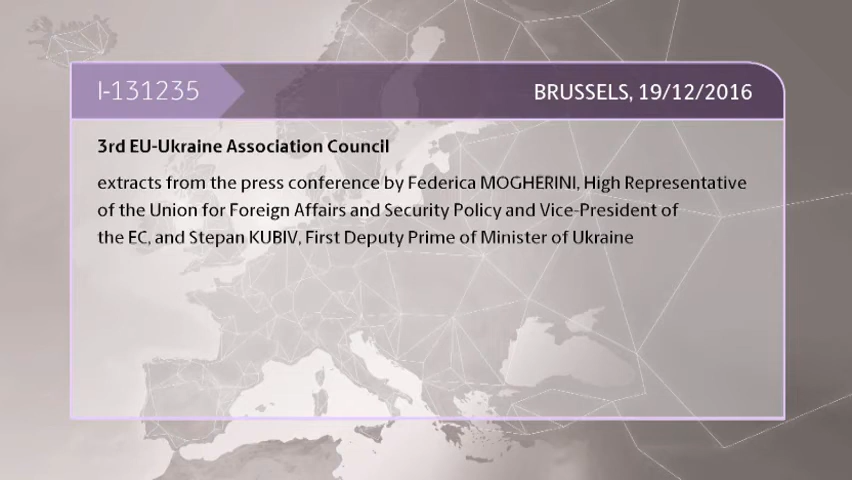 I-131235
BRUSSELS, 19/12/2016
3rd EU-Ukraine Association Council
extracts from the press conference by Federica MOGHERINI, High Representative
of the Union for Foreign Affairs and Security Policy and Vice-President of
the EC, and Stepan KUBIV, First Deputy Prime of Minister of Ukraine